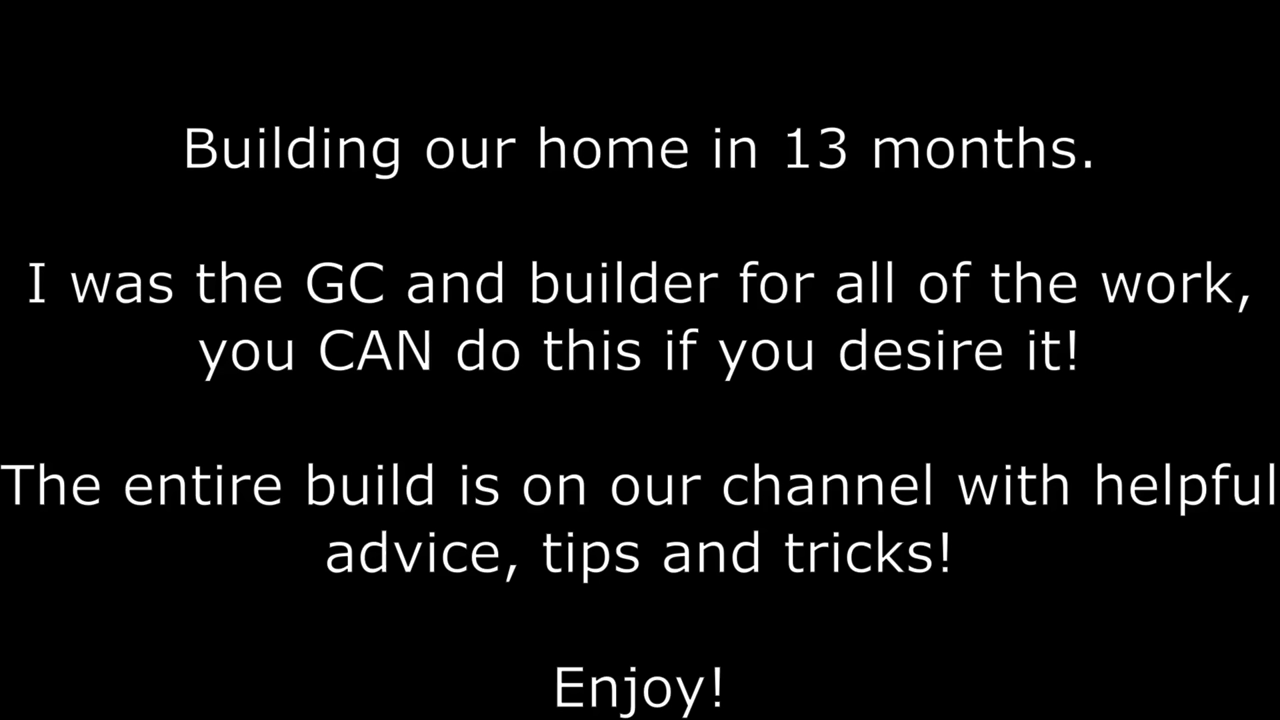 Building our home in 13 months.
I was the GC and builder for all of the work,
you CAN do this if you desire it!
The entire build is on our channel with helpful
advice, tips and tricks!
Enjoy!